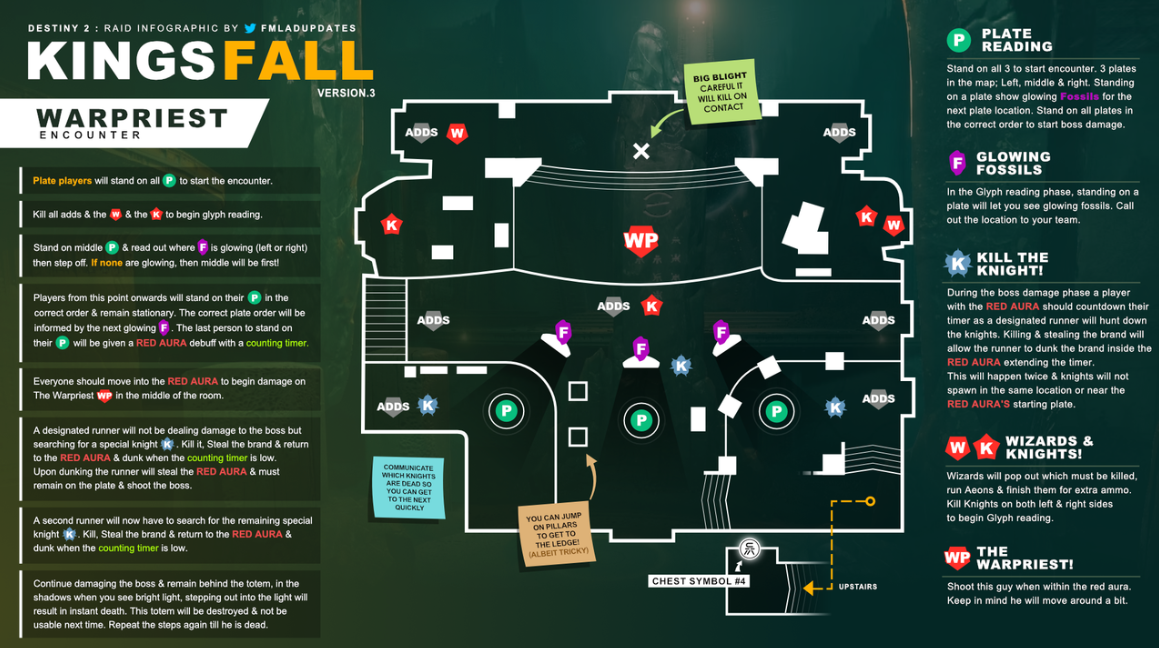 DESTINY 2 : RAID INFOGRAPHIC BY FMLADUPDATES
KINGSFALL
VERSION.3
WARPRIEST
ENCOUNTER
Plate players will stand on all P to start the encounter.
Kill all adds & the W & the K to begin glyph reading.
Stand on middle P & read out where F is glowing (left or right)
then step off. If none are glowing, then middle will be first!
Players from this point onwards will stand on their P in the
correct order & remain stationary. The correct plate order will be
informed by the next glowing F . The last person to stand on
their P will be given a RED AURA debuff with a counting timer.
Everyone should move into the RED AURA to begin damage on
The Warpriest WP in the middle of the room.
A designated runner will not be dealing damage to the boss but
searching for a special knight K . Kill it, Steal the brand & return
to the RED AURA & dunk when the counting timer is low.
Upon dunking the runner will steal the RED AURA & must
remain on the plate & shoot the boss.
A second runner will now have to search for the remaining special
knight K . Kill, Steal the brand & return to the RED AURA &
dunk when the counting timer is low.
Continue damaging the boss & remain behind the totem, in the
shadows when you see bright light, stepping out into the light will
result in instant death. This totem will be destroyed & not be
usable next time. Repeat the steps again till he is dead.
BIG BLIGHT
CAREFUL IT
WILL KILL ON
CONTACT
ADDS W
ADDS
K
WP
K
W
ADDS K
ADDS
ADDS
F
F
F
K
ADDS K
P
P
P
K
ADDS
COMMUNICATE
WHICH KNIGHTS
ARE DEAD SO
YOU CAN GET
TO THE NEXT
QUICKLY
YOU CAN JUMP
ON PILLARS
TO GET TO
THE LEDGE!
(ALBEIT TRICKY)
CHEST SYMBOL #4
UPSTAIRS
P PLATE
READING
Stand on all 3 to start encounter. 3 plates
in the map; Left, middle & right. Standing
on a plate show glowing Fossils for the
next plate location. Stand on all plates in
the correct order to start boss damage.
F GLOWING
FOSSILS
In the Glyph reading phase, standing on a
plate will let you see glowing fossils. Call
out the location to your team.
K KILL THE
KNIGHT!
During the boss damage phase a player
with the RED AURA should countdown their
timer as a designated runner will hunt down
the knights. Killing & stealing the brand will
allow the runner to dunk the brand inside the
RED AURA extending the timer.
This will happen twice & knights will not
spawn in the same location or near the
RED AURA'S starting plate.
W K WIZARDS &
KNIGHTS!
Wizards will pop out which must be killed,
run Aeons & finish them for extra ammo.
Kill Knights on both left & right sides
to begin Glyph reading.
WP THE
WARPRIEST!
Shoot this guy when within the red aura.
Keep in mind he will move around a bit.